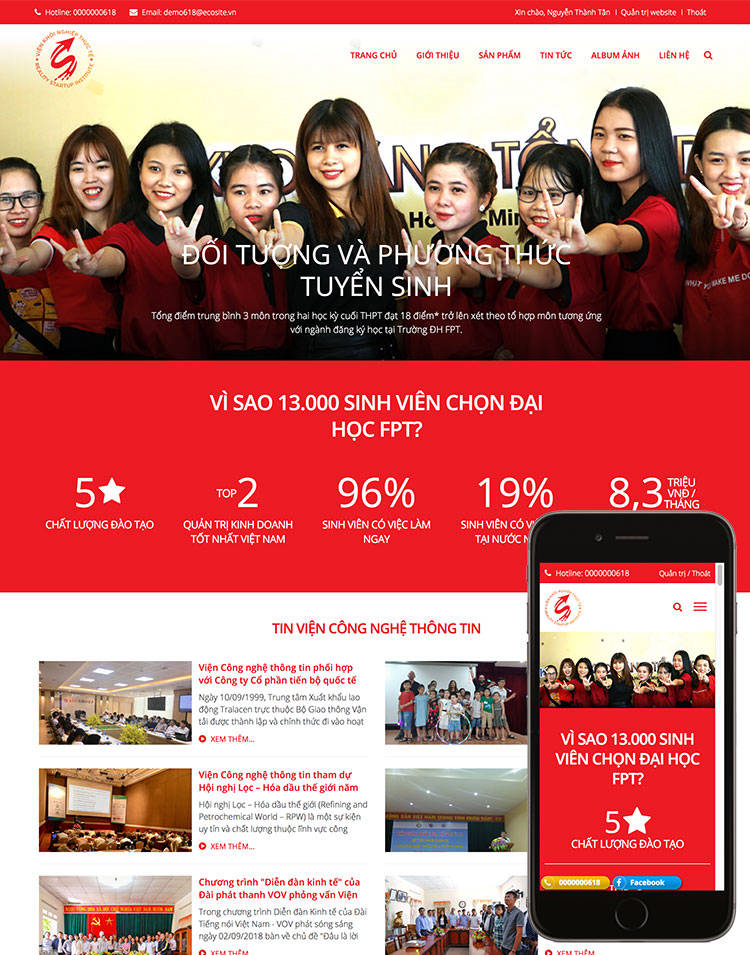 Hotline: 0000000618
Email: demo618@ecosite.vn
Xin chào, Nguyễn Thành Tân | Quản trị website | Thoát
VIỆN KHỞI NGHIỆP THỰC TẾ
REALITY STARTUP INSTITUTE
TRANG CHỦ GIỚI THIỆU SẢN PHẨM TIN TỨC ALBUM ẢNH LIÊN HỆ
ĐỐI TƯỢNG VÀ PHƯƠNG THỨC
TUYỂN SINH
Tổng điểm trung bình 3 môn trong hai học kỳ cuối THPT đạt 18 điểm* trở lên xét theo tổ hợp môn tương ứng
với ngành đăng ký học tại Trường ĐH FPT.
VÌ SAO 13.000 SINH VIÊN CHỌN ĐẠI
HỌC FPT?
5
CHẤT LƯỢNG ĐÀO TẠO
TOP 2
QUẢN TRỊ KINH DOANH
TỐT NHẤT VIỆT NAM
96%
SINH VIÊN CÓ VIỆC LÀM
NGAY
19%
SINH VIÊN CÓ
TẠI NƯỚC
8,3 TRIỆU
VNĐ /
THÁNG
TIN VIỆN CÔNG NGHỆ THÔNG TIN
Viện Công nghệ thông tin phối hợp
với Công ty Cổ phần tiến bộ quốc tế
Ngày 10/09/1999, Trung tâm Xuất khẩu lao
động Tralacen trực thuộc Bộ Giao thông Vận
tải được thành lập và chính thức đi vào hoạt
XEM THÊM...
Viện Công nghệ thông tin tham dự
Hội nghị Lọc – Hóa dầu thế giới năm
Hội nghị Lọc – Hóa dầu thế giới (Refining and
Petrochemical World – RPW) là một sự kiện
uy tín và chất lượng thuộc lĩnh vực công
XEM THÊM...
Chương trình "Diễn đàn kinh tế" của
Đài phát thanh VOV phỏng vấn Viện
Trong chương trình Diễn đàn Kinh tế của Đài
Tiếng nói Việt Nam - VOV phát sóng sáng
ngày 02/09/2018 bàn về chủ đề "Đâu là lời
XEM THÊM...
XEM THÊM...
Hotline: 0000000618
Quản trị / Thoát
VÌ SAO 13.000 SINH
VIÊN CHỌN ĐẠI HỌC
FPT?
5
CHẤT LƯỢNG ĐÀO TẠO
0000000618
Facebook